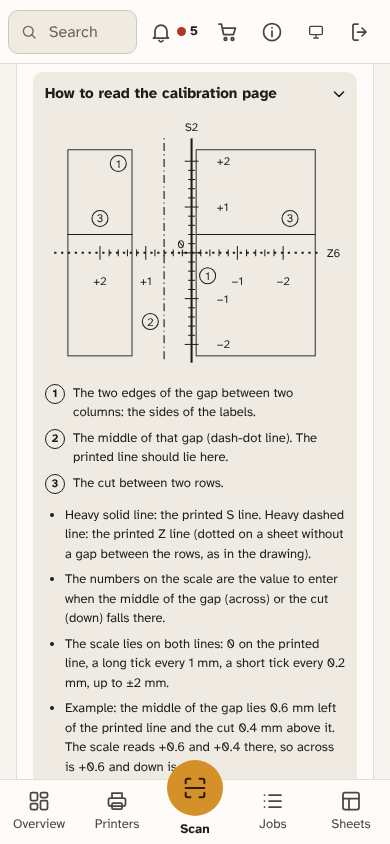 Search
5
How to read the calibration page
S2
1
+2
+1
3
3
0
Z6
+2
+1
1
−1
−2
−1
2
−2
1 The two edges of the gap between two
columns: the sides of the labels.
2 The middle of that gap (dash-dot line). The
printed line should lie here.
3 The cut between two rows.
• Heavy solid line: the printed S line. Heavy dashed
line: the printed Z line (dotted on a sheet without
a gap between the rows, as in the drawing).
• The numbers on the scale are the value to enter
when the middle of the gap (across) or the cut
(down) falls there.
• The scale lies on both lines: 0 on the printed
line, a long tick every 1 mm, a short tick every 0.2
mm, up to ±2 mm.
• Example: the middle of the gap lies 0.6 mm left
of the printed line and the cut 0.4 mm above it.
The scale reads +0.6 and +0.4 there, so across
is +0.6 and down is
Overview
Printers
Scan
Jobs
Sheets